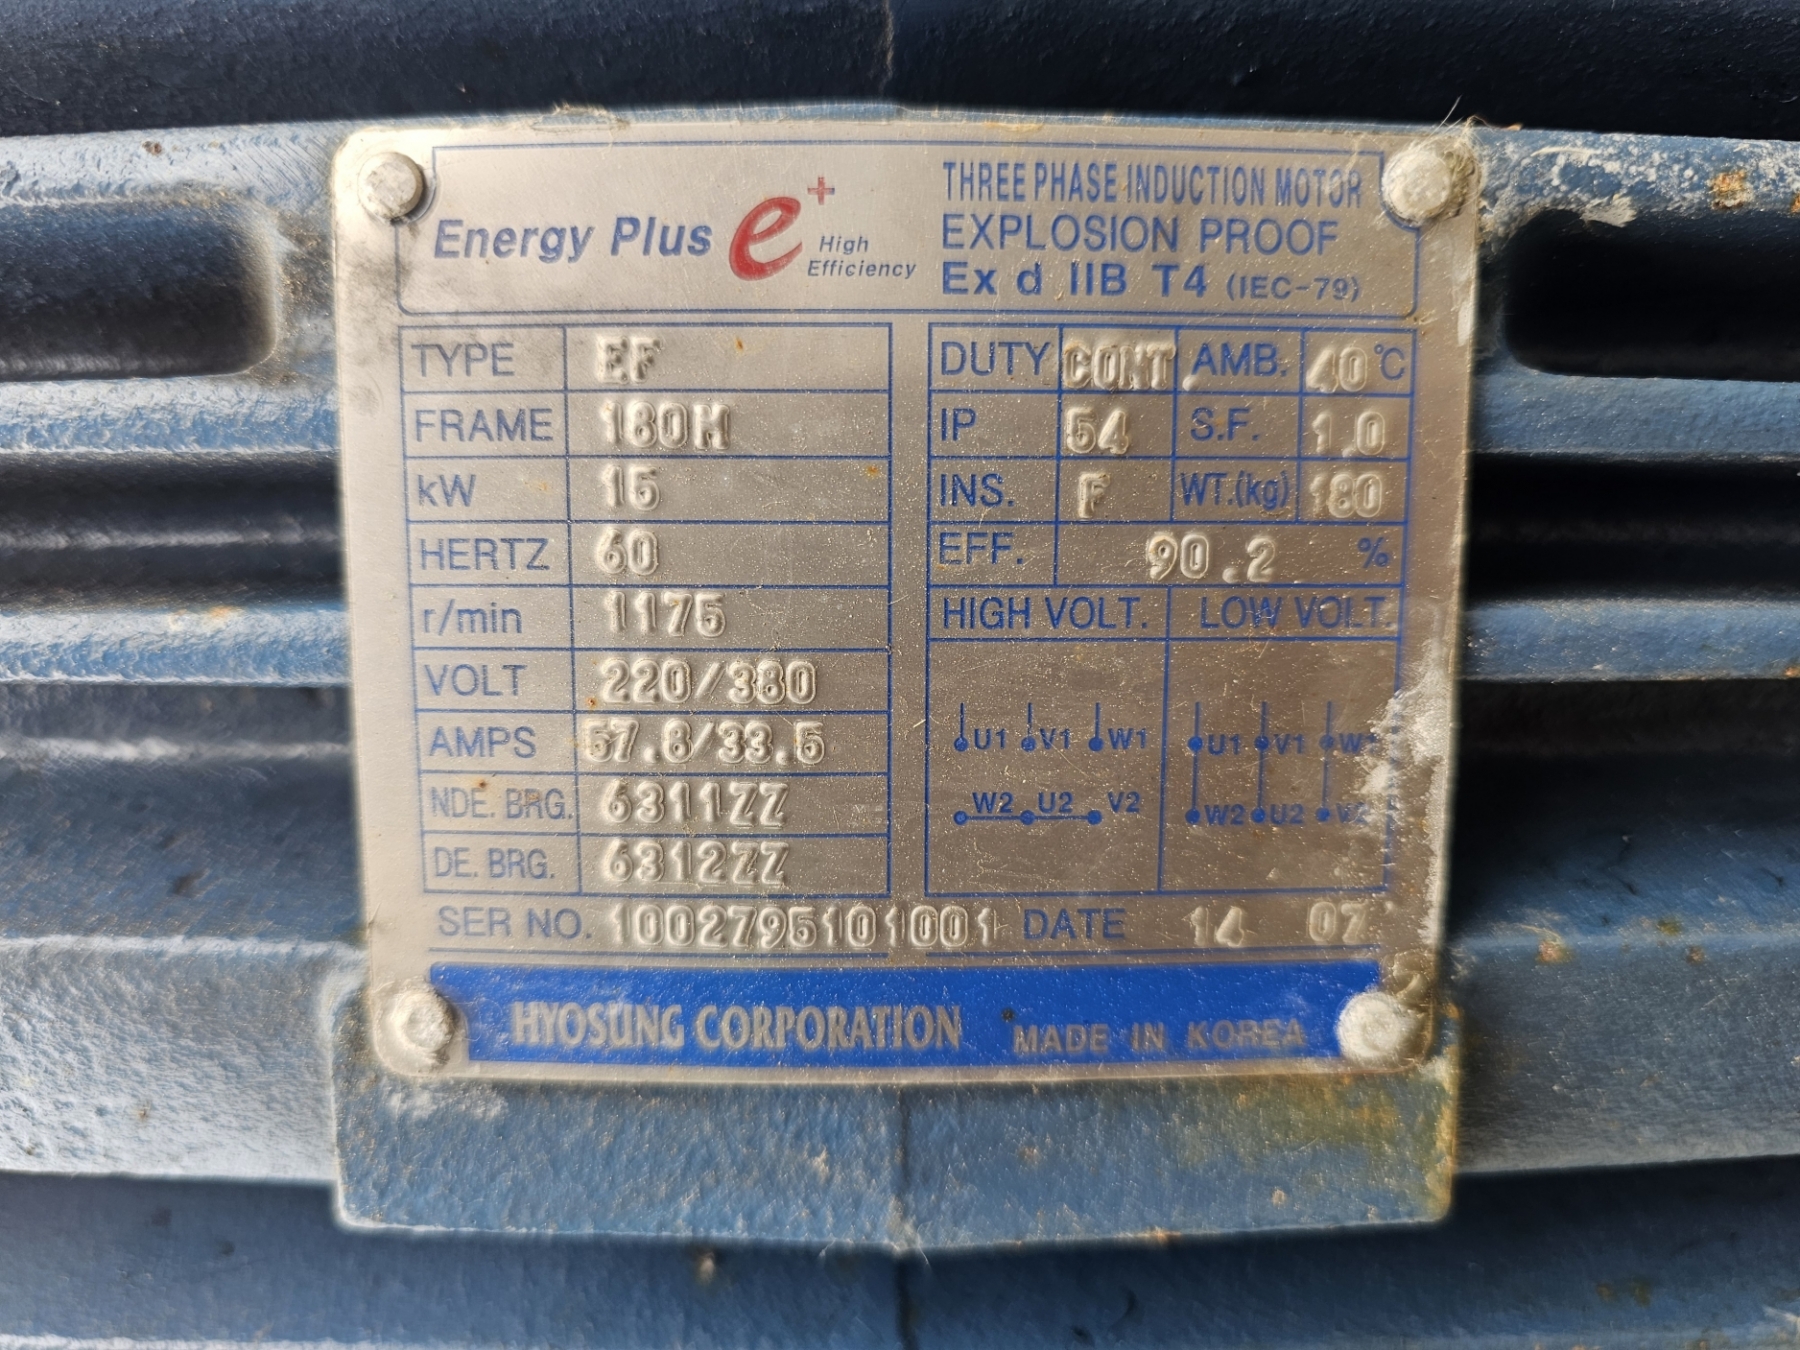 Energy Plus e+ High Efficiency
THREE PHASE INDUCTION MOTOR
EXPLOSION PROOF
Ex d IIB T4 (IEC-79)
TYPE EF
FRAME 180M
kW 15
HERTZ 60
r/min 1175
VOLT 220/380
AMPS 57.8/33.5
NDE. BRG. 6311ZZ
DE. BRG. 6312ZZ
DUTY CONT. AMB. 40 °C
IP 54 S.F. 1.0
INS. F WT.(kg) 180
EFF. 90.2 %
HIGH VOLT. LOW VOLT.
U1 V1 W1 U1 V1 W1
W2 U2 V2 W2 U2 V2
SER NO. 1002795101001 DATE 14 07
HYOSUNG CORPORATION MADE IN KOREA